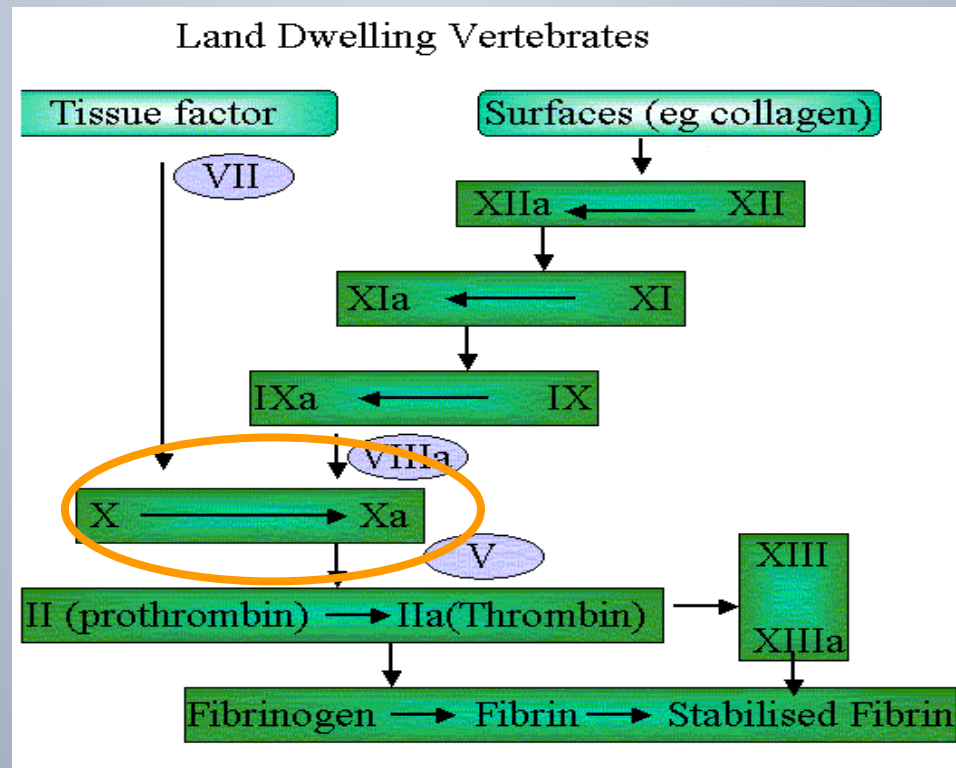 Land Dwelling Vertebrates
Tissue factor
Surfaces (eg collagen)
VII
XIIa XII
XIa XI
IXa IX
VIIIa
X Xa
V
XIII
II (prothrombin) IIa(Thrombin)
XIIIa
Fibrinogen Fibrin Stabilised Fibrin